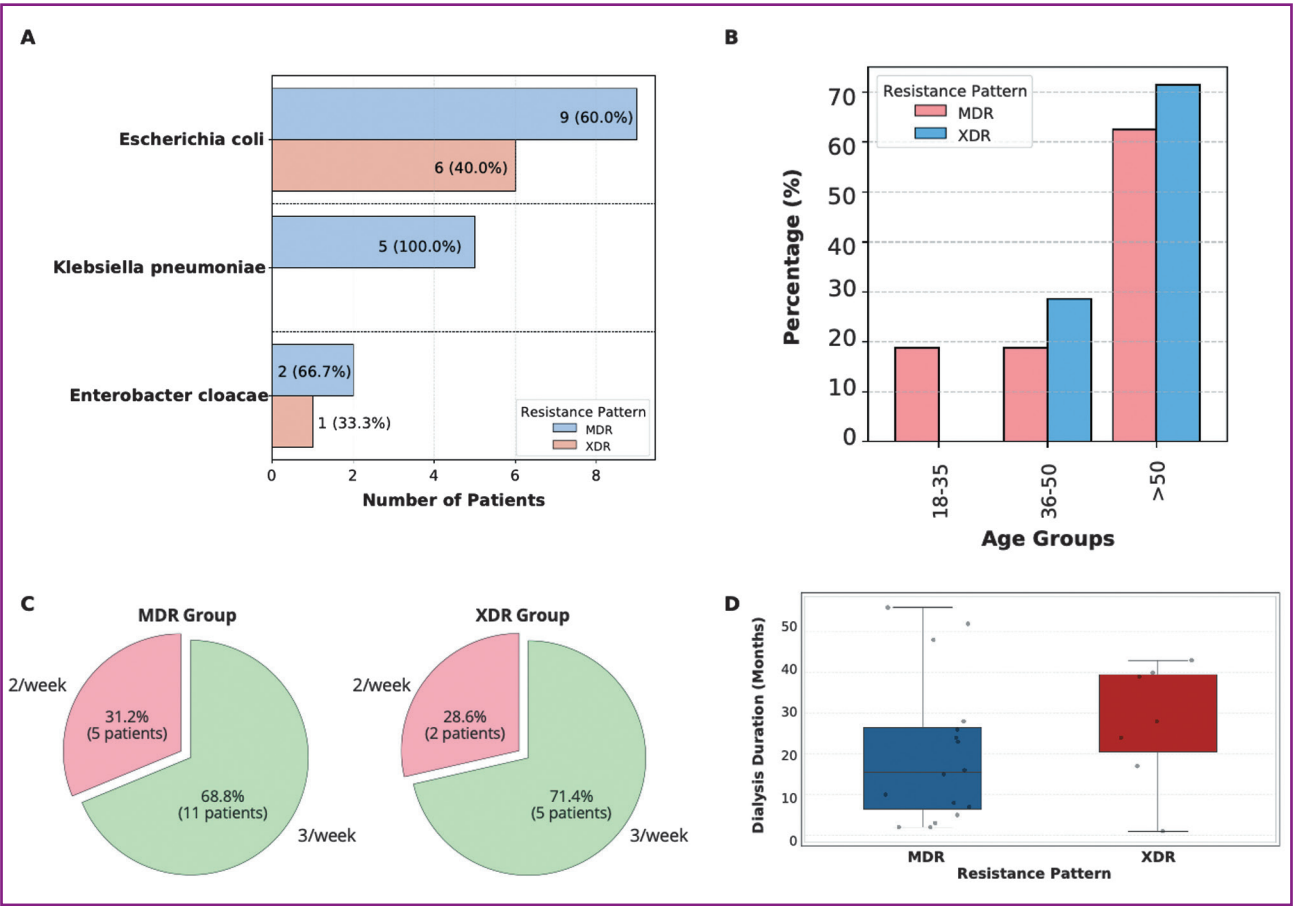 A
Escherichia coli
9 (60.0%)
6 (40.0%)
Klebsiella pneumoniae
5 (100.0%)
Enterobacter cloacae
2 (66.7%)
1 (33.3%)
Resistance Pattern
MDR
XDR
0 2 4 6 8
Number of Patients
B
Percentage (%)
70
60
50
40
30
20
10
0
Resistance Pattern
MDR
XDR
18-35
36-50
>50
Age Groups
C
MDR Group
2/week
31.2%
(5 patients)
68.8%
(11 patients)
3/week
XDR Group
2/week
28.6%
(2 patients)
71.4%
(5 patients)
3/week
D
Dialysis Duration (Months)
50
40
30
20
10
0
MDR XDR
Resistance Pattern